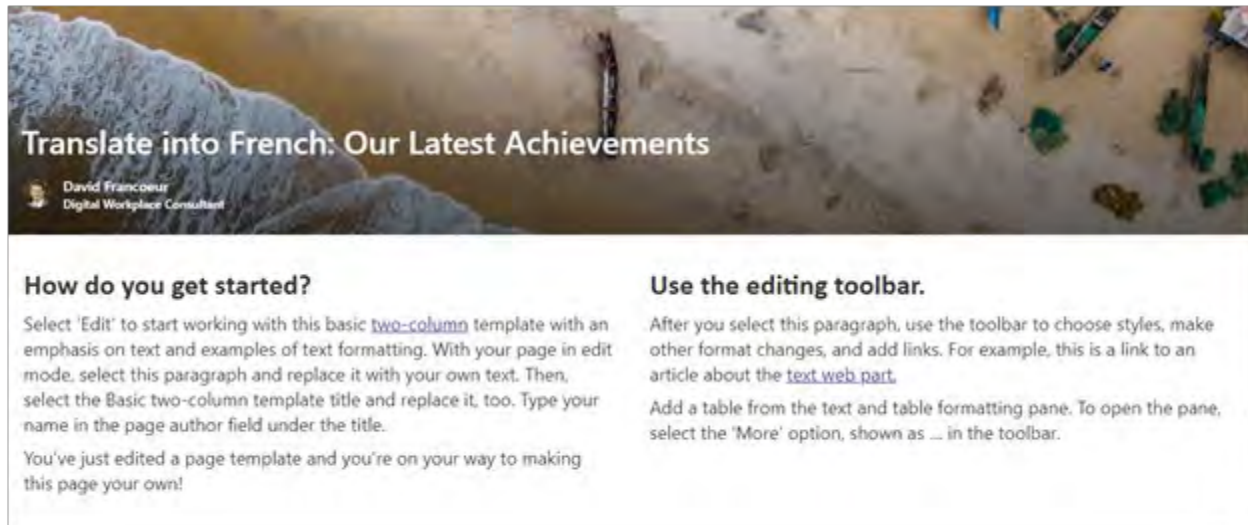 Translate into French: Our Latest Achievements
David Francoeur
Digital Workplace Consultant
How do you get started?
Select 'Edit' to start working with this basic two-column template with an
emphasis on text and examples of text formatting. With your page in edit
mode, select this paragraph and replace it with your own text. Then,
select the Basic two-column template title and replace it, too. Type your
name in the page author field under the title.
You've just edited a page template and you're on your way to making
this page your own!
Use the editing toolbar.
After you select this paragraph, use the toolbar to choose styles, make
other format changes, and add links. For example, this is a link to an
article about the text web part.
Add a table from the text and table formatting pane. To open the pane,
select the 'More' option, shown as ... in the toolbar.